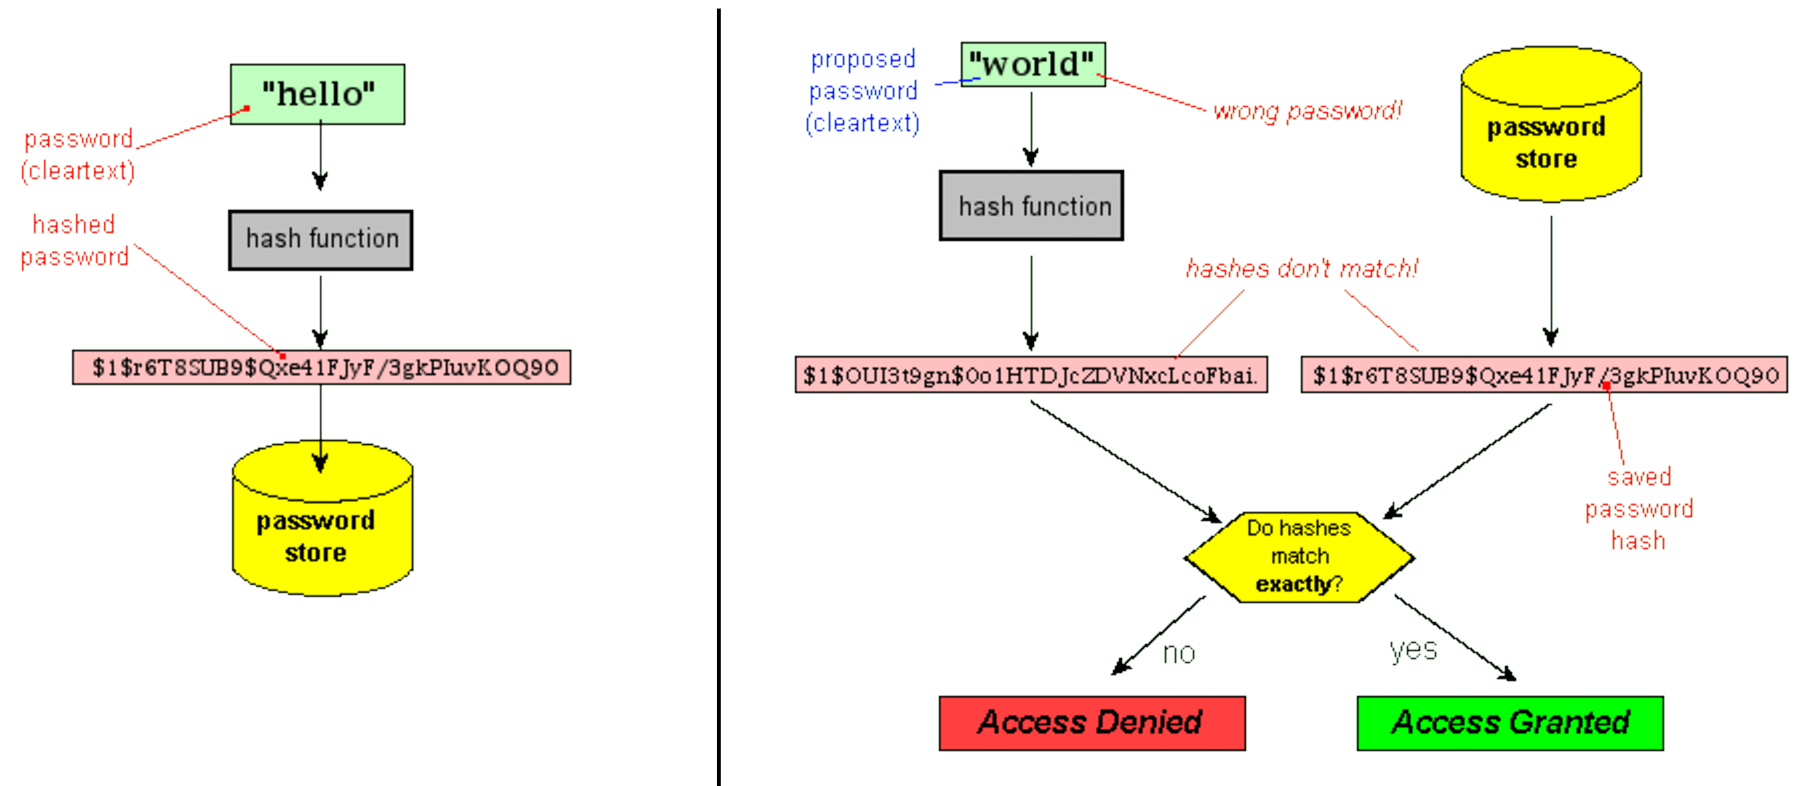 "hello"
password
(cleartext)
hash function
hashed
password
$1$r6T8SUB9$Qxe41FJyF/3gkPIuvKOQ90
password
store
proposed
password
(cleartext)
"world"
wrong password!
password
store
hash function
hashes don't match!
$1$OUI3t9gn$0o1HTDJcZDVNxcLcoFbai.
$1$r6T8SUB9$Qxe41FJyF/3gkPIuvKOQ90
saved
password
hash
Do hashes
match
exactly?
no
yes
Access Denied
Access Granted